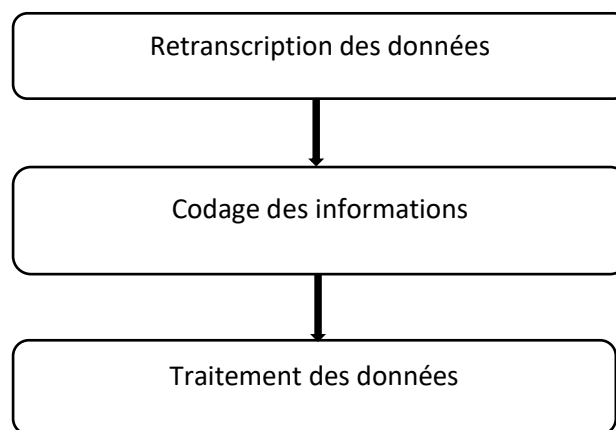 Retranscription des données
Codage des informations
Traitement des données